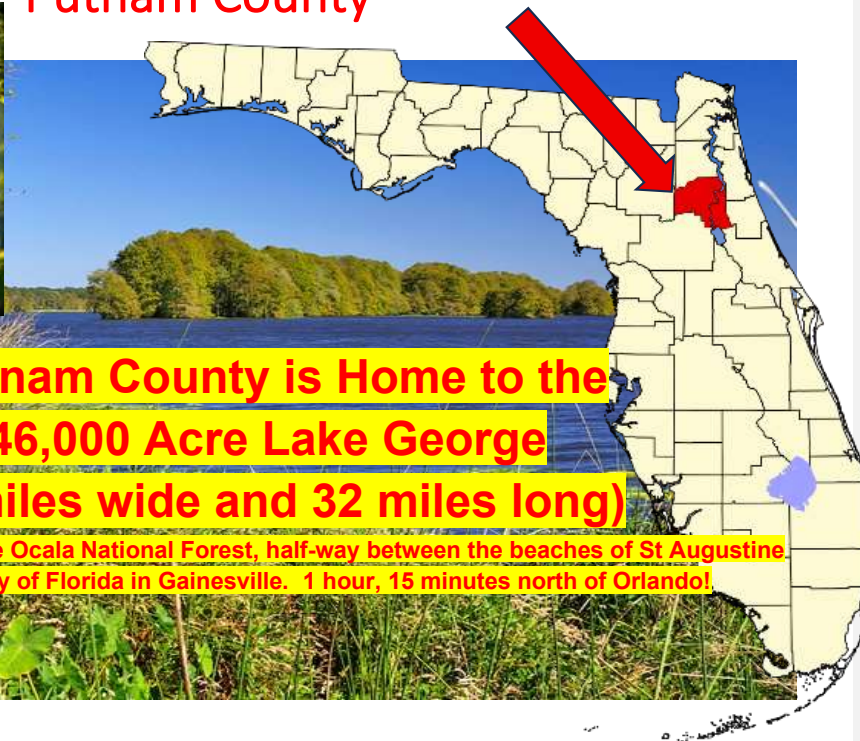 Putnam County
nam County is Home to the
46,000 Acre Lake George
iles wide and 32 miles long)
e Ocala National Forest, half-way between the beaches of St Augustine
y of Florida in Gainesville.  1 hour, 15 minutes north of Orlando!